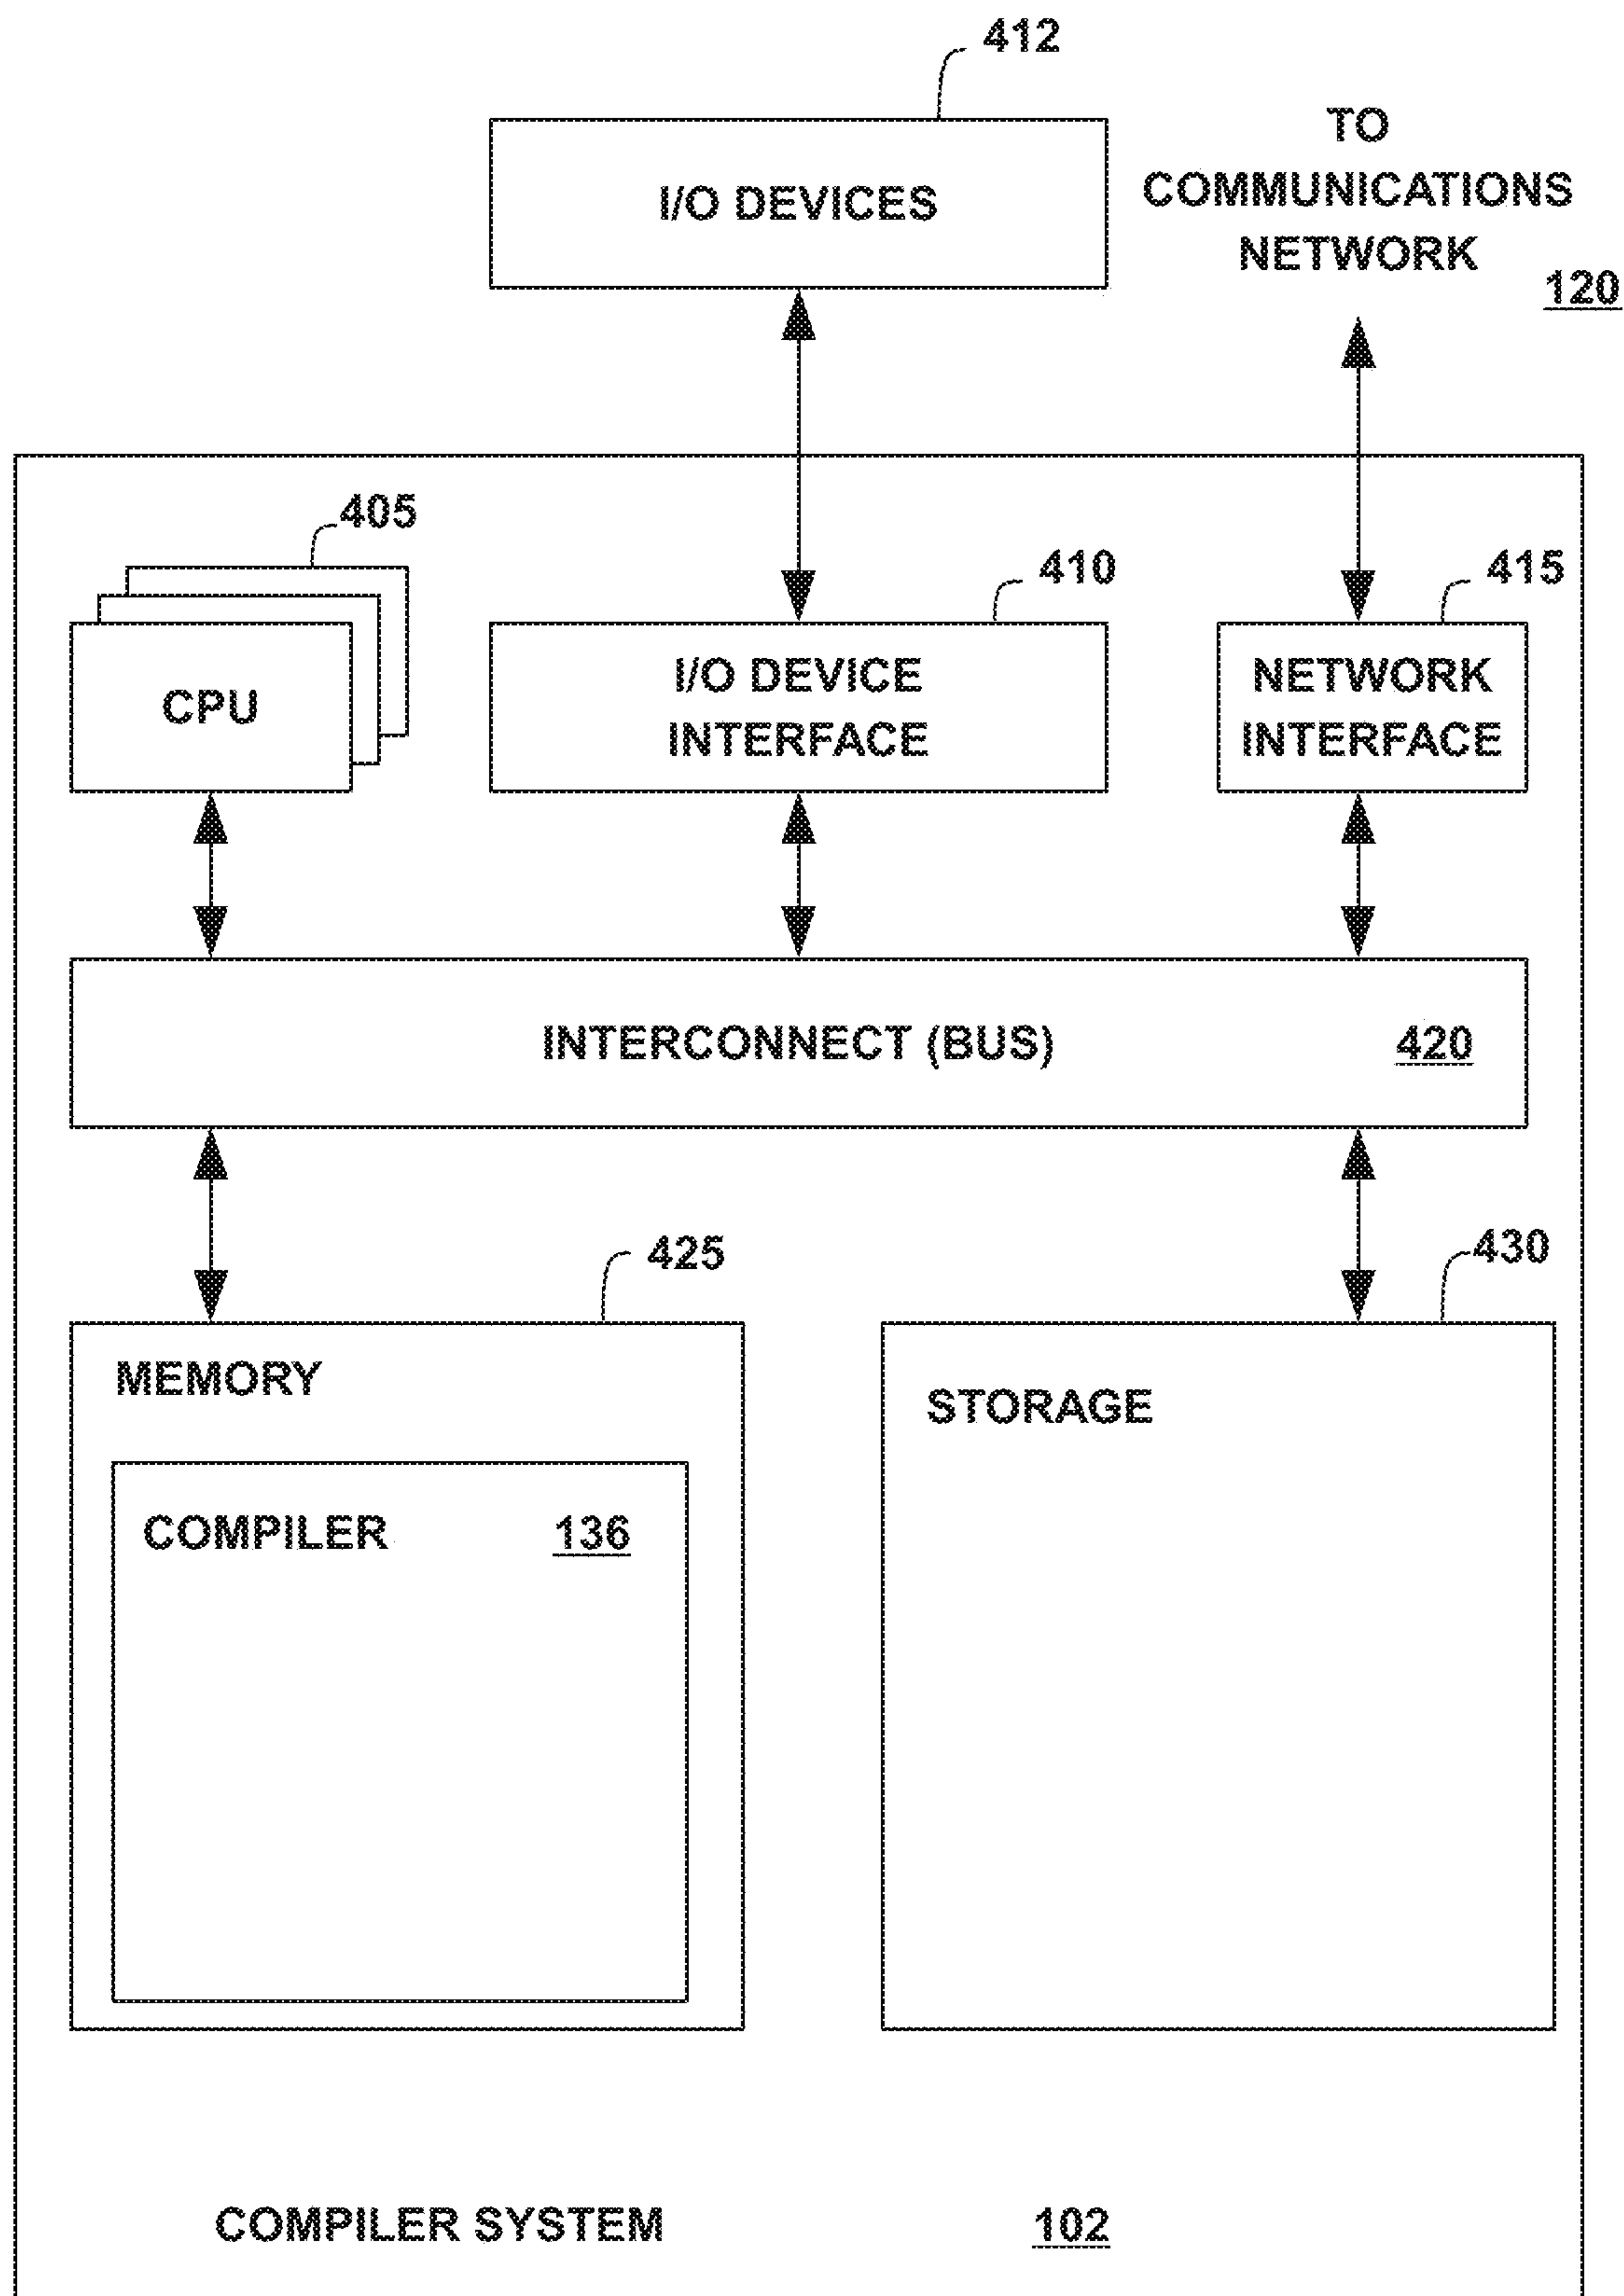 412
I/O DEVICES
TO
COMMUNICATIONS
NETWORK
120
405
410
415
CPU
I/O DEVICE
INTERFACE
NETWORK
INTERFACE
INTERCONNECT (BUS)
420
425
430
MEMORY
STORAGE
COMPILER
136
COMPILER SYSTEM
102